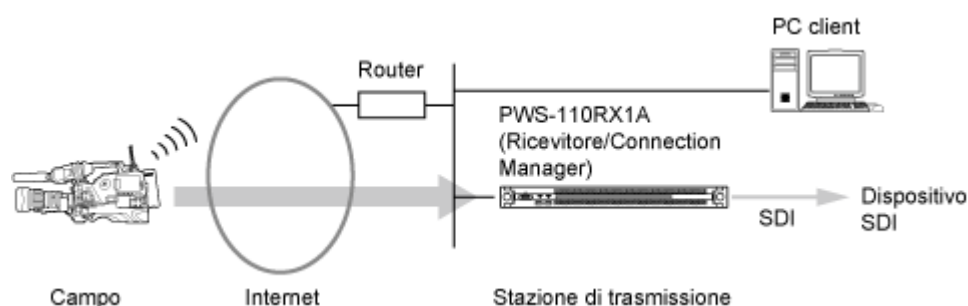 PC client
Router
PWS-110RX1A
(Ricevitore/Connection
Manager)
SDI
Dispositivo
SDI
Campo
Internet
Stazione di trasmissione